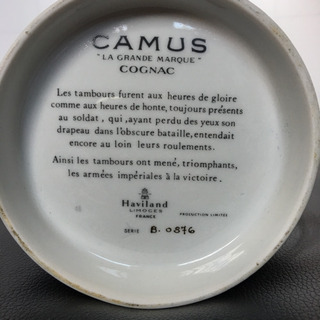 CAMUS
"LA GRANDE MARQUE"
COGNAC
Les tambours furent aux heures de gloire
comme aux heures de honte, toujours présents
au soldat, qui ,ayant perdu des yeux son
drapeau dans l'obscure bataille, entendait
encore au loin leurs roulements.
Ainsi les tambours ont mené, triomphants,
les armées impériales à la victoire.
Haviland
LIMOGES
FRANCE
PRODUCTION LIMITÉE
SÉRIE B. 0876